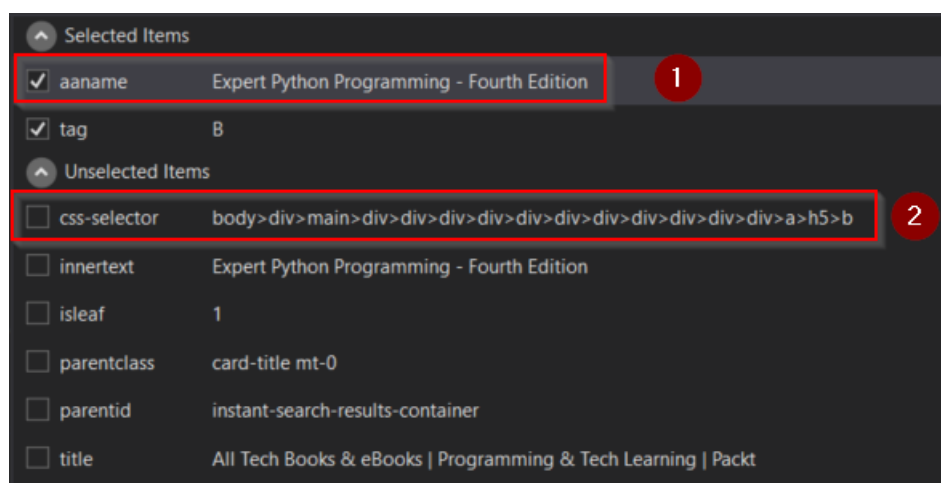 Selected Items
aaname Expert Python Programming - Fourth Edition 1
tag B
Unselected Items
css-selector body>div>main>div>div>div>div>div>div>div>div>div>div>div>a>h5>b 2
innertext Expert Python Programming - Fourth Edition
isleaf 1
parentclass card-title mt-0
parentid instant-search-results-container
title All Tech Books & eBooks | Programming & Tech Learning | Packt